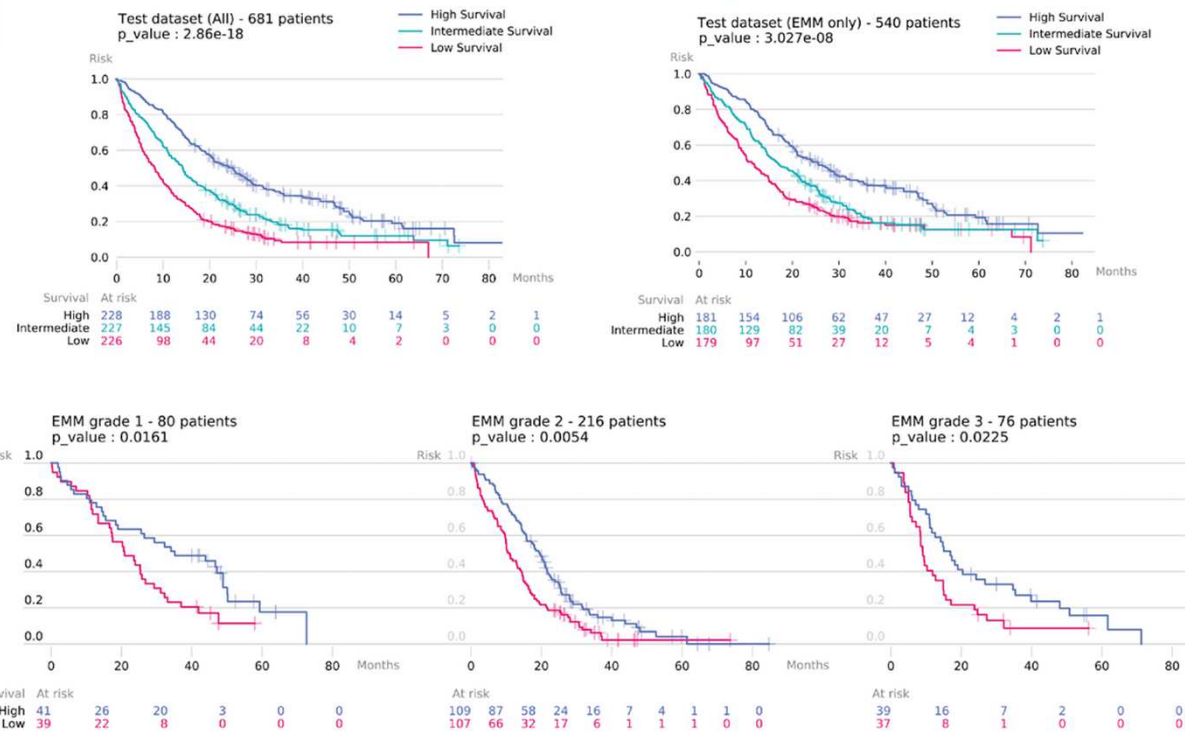 Test dataset (All) - 681 patients
p_value : 2.86e-18
High Survival
Intermediate Survival
Low Survival
Risk
1.0
0.8
0.6
0.4
0.2
0.0
0 10 20 30 40 50 60 70 80 Months
Survival At risk
High 228 188 130 74 56 30 14 5 2 1
Intermediate 227 145 84 44 22 10 7 3 0 0
Low 226 98 44 20 8 4 2 0 0 0
Test dataset (EMM only) - 540 patients
p_value : 3.027e-08
High Survival
Intermediate Survival
Low Survival
Risk
1.0
0.8
0.6
0.4
0.2
0.0
0 10 20 30 40 50 60 70 80 Months
Survival At risk
High 181 154 106 62 47 27 12 4 2 1
Intermediate 180 129 82 39 20 7 4 3 0 0
Low 179 97 51 27 12 5 4 1 0 0
EMM grade 1 - 80 patients
p_value : 0.0161
sk
1.0
0.8
0.6
0.4
0.2
0.0
0 20 40 60 80 Months
vival At risk
High 41 26 20 3 0 0
Low 39 22 8 0 0 0
EMM grade 2 - 216 patients
p_value : 0.0054
Risk
1.0
0.8
0.6
0.4
0.2
0.0
0 20 40 60 80 Months
At risk
109 87 58 24 16 7 4 1 1 0
107 66 32 17 6 1 1 1 0 0
EMM grade 3 - 76 patients
p_value : 0.0225
Risk
1.0
0.8
0.6
0.4
0.2
0.0
0 20 40 60 80
At risk
39 16 7 2 0 0
37 8 1 0 0 0